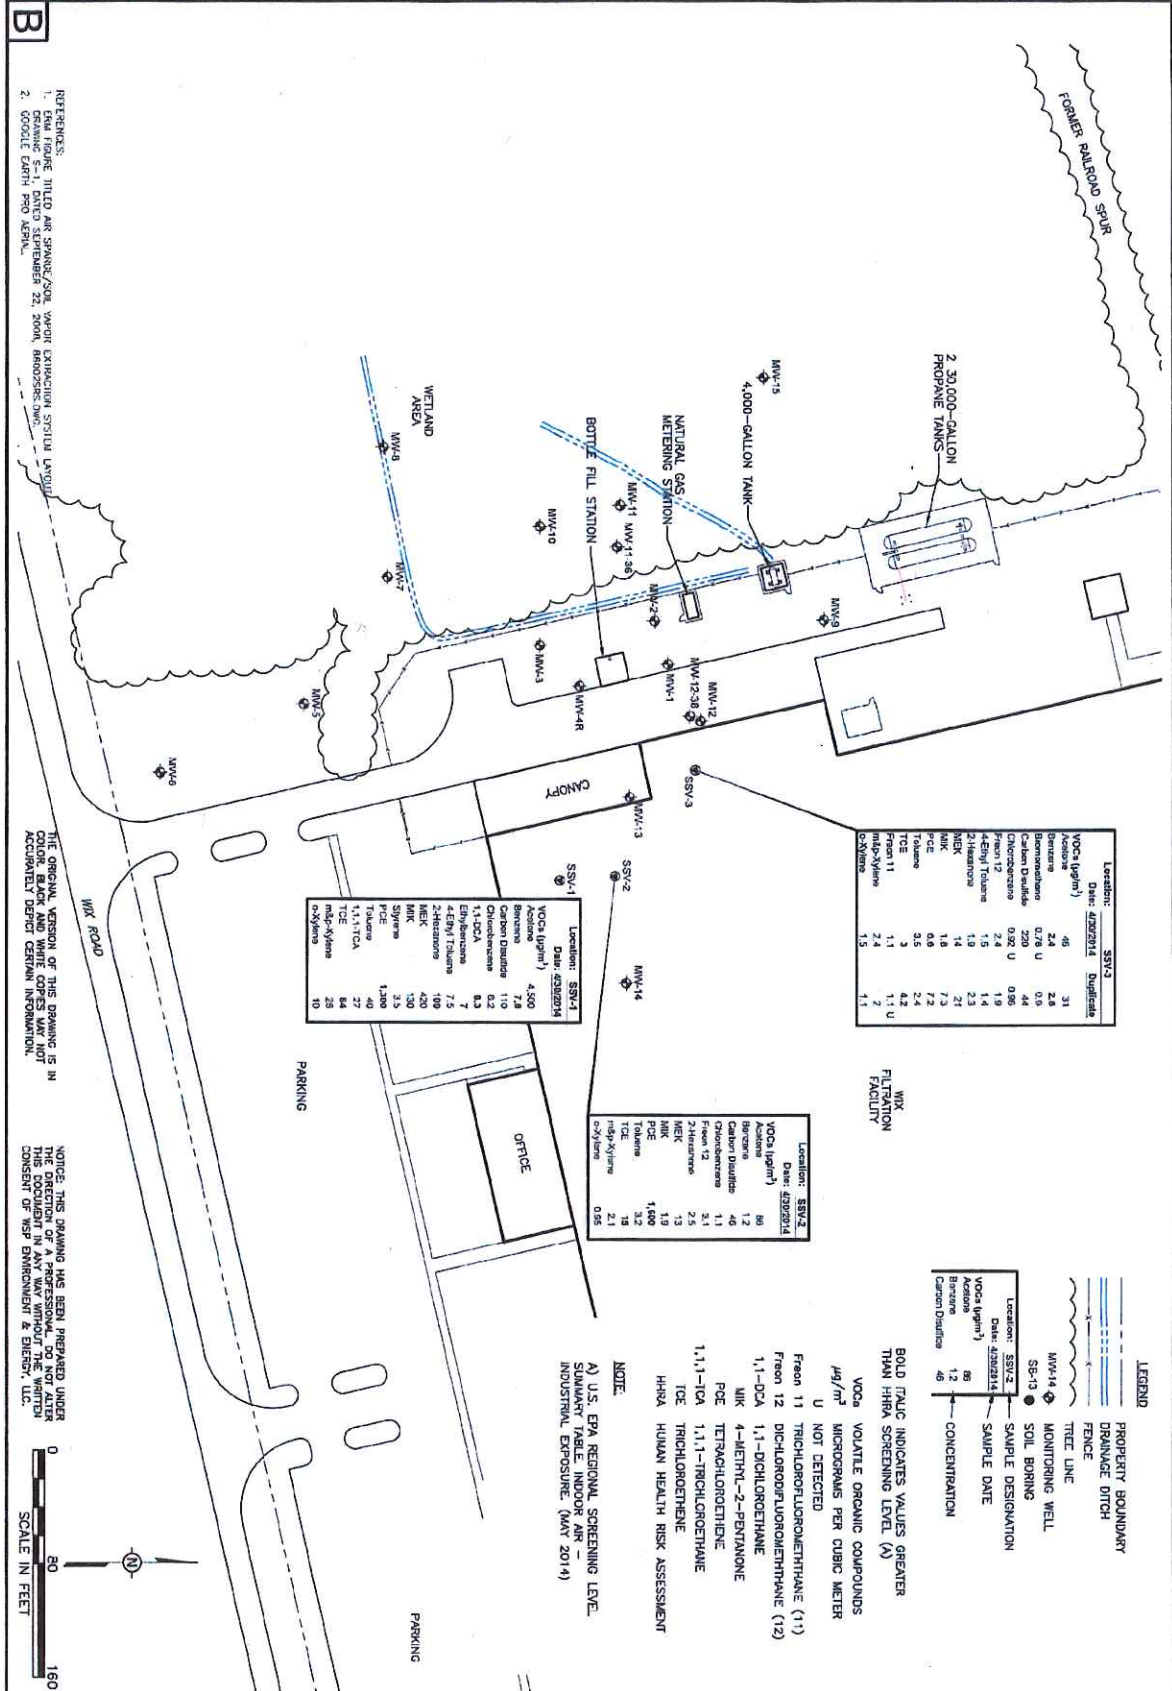 B
REFERENCES:
1. ERM FIGURE TITLED AIR SPARGE/SOIL VAPOR EXTRACTION SYSTEM LAYOUT,
DRAWING S-1, DATED SEPTEMBER 22, 2008,
2. GOOGLE EARTH PRO AERIAL.
FORMER RAILROAD SPUR
2 30,000-GALLON
PROPANE TANKS
MW-15
4,000-GALLON TANK
NATURAL GAS
METERING STATION
BOTTLE FILL STATION
WETLAND
AREA
MW-8
MW-11
MW-11-36
MW-10
MW-7
MW-2
MW-9
MW-3
MW-4R
MW-1
MW-12-38
MW-12
MW-5
MW-6
SSV-3
CANOPY
MW-13
SSV-2
SSV-1
MW-14
Location: SSV-3
Date: 4/30/2014 Duplicate
VOCs (µg/m³)
Acetone 46 31
Benzene 2.4 2.8
Bromomethane 0.78 U 0.9
Carbon Disulfide 220 44
Chlorobenzene 0.92 U 0.96
Freon 12 2.4 1.9
4-Ethyl Toluene 1.5 1.4
2-Hexanone 1.9 2.3
MEK 14 21
MIK 1.8 7.3
PCE 6.6 7.2
Toluene 3.5 2.4
TCE 3 4.2
Freon 11 1.1 1.1 U
m&p-Xylene 2.4 2
o-Xylene 1.5 1.1
Location: SSV-1
Date: 4/30/2014
VOCs (µg/m³)
Acetone 4,500
Benzene 7.8
Carbon Disulfide 110
Chlorobenzene 6.2
1,1-DCA 8.3
Ethylbenzene 7
4-Ethyl Toluene 7.5
2-Hexanone 100
MEK 420
MIK 130
Styrene 3.5
PCE 1,300
Toluene 40
1,1,1-TCA 27
TCE 64
m&p-Xylene 26
o-Xylene 10
Location: SSV-2
Date: 4/30/2014
VOCs (µg/m³)
Acetone 86
Benzene 1.2
Carbon Disulfide 46
Chlorobenzene 1.1
Freon 12 3.1
2-Hexanone 2.5
MEK 13
MIK 1.9
PCE 1,600
Toluene 3.2
TCE 15
m&p-Xylene 2.1
o-Xylene 0.95
WIX
FILTRATION
FACILITY
OFFICE
PARKING
PARKING
WIX ROAD
LEGEND
PROPERTY BOUNDARY
DRAINAGE DITCH
x x FENCE
TREE LINE
MW-14 MONITORING WELL
SB-13 SOIL BORING
Location: SSV-2 SAMPLE DESIGNATION
Date: 4/30/2014 SAMPLE DATE
VOCs (µg/m³)
Acetone 86
Benzene 1.2 CONCENTRATION
Carbon Disulfide 46
BOLD ITALIC INDICATES VALUES GREATER
THAN HHRA SCREENING LEVEL (A)
VOCs VOLATILE ORGANIC COMPOUNDS
µg/m³ MICROGRAMS PER CUBIC METER
U NOT DETECTED
Freon 11 TRICHLOROFLUOROMETHTHANE (11)
Freon 12 DICHLORODIFLUOROMETHTHANE (12)
1,1-DCA 1,1-DICHLOROETHANE
MIK 4-METHYL-2-PENTANONE
PCE TETRACHLOROETHENE
1,1,1-TCA 1,1,1-TRICHLOROETHANE
TCE TRICHLOROETHENE
HHRA HUMAN HEALTH RISK ASSESSMENT
NOTE:
A) U.S. EPA REGIONAL SCREENING LEVEL
SUMMARY TABLE, INDOOR AIR -
INDUSTRIAL EXPOSURE. (MAY 2014)
THE ORIGINAL VERSION OF THIS DRAWING IS IN
COLOR. BLACK AND WHITE COPIES MAY NOT
ACCURATELY DEPICT CERTAIN INFORMATION.
NOTICE: THIS DRAWING HAS BEEN PREPARED UNDER
THE DIRECTION OF A PROFESSIONAL. DO NOT ALTER
THIS DOCUMENT IN ANY WAY WITHOUT THE WRITTEN
CONSENT OF WSP ENVIRONMENT & ENERGY, LLC.
N
0 80 160
SCALE IN FEET